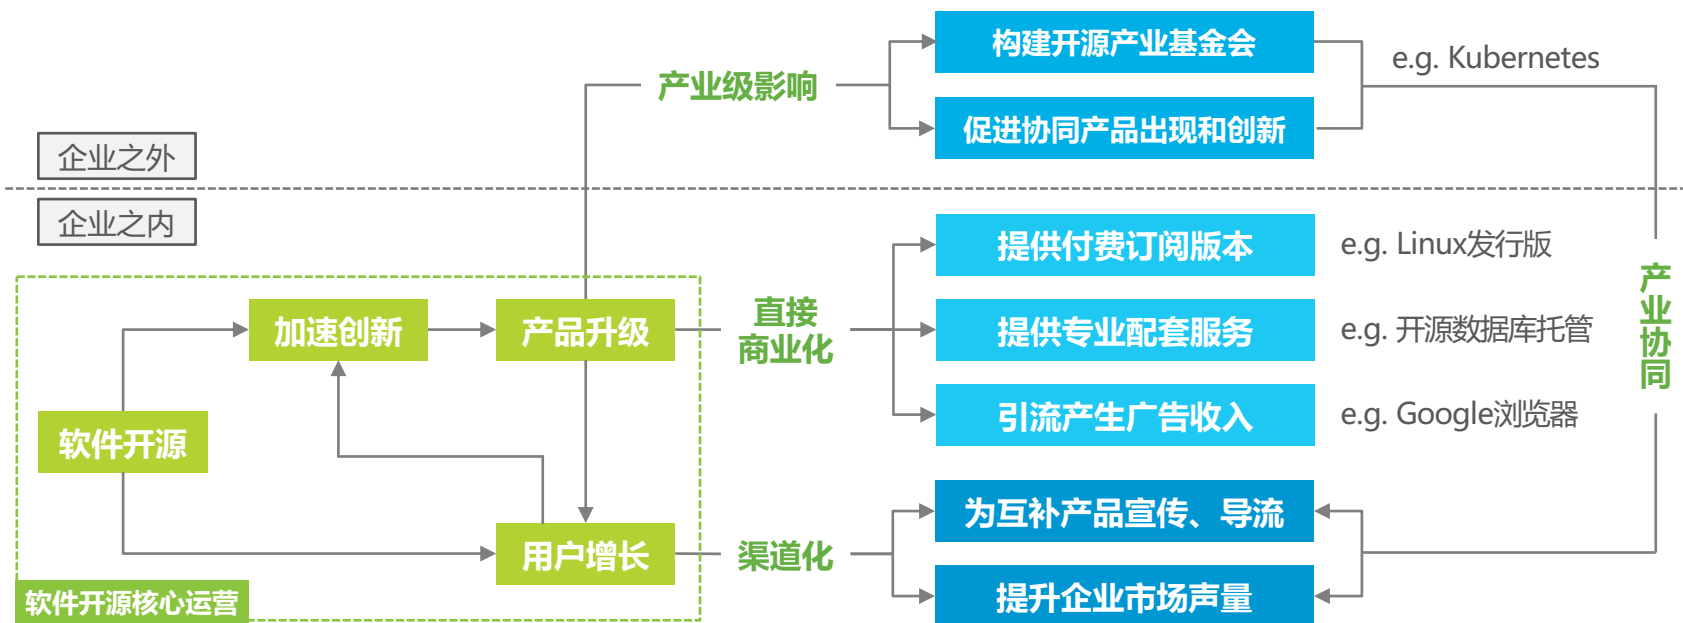 构建开源产业基金会
e.g. Kubernetes
产业级影响
促进协同产品出现和创新
企业之外
企业之内
提供付费订阅版本
e.g. Linux发行版
加速创新
产品升级
直接
商业化
提供专业配套服务
e.g. 开源数据库托管
产业协同
软件开源
引流产生广告收入
e.g. Google浏览器
为互补产品宣传、导流
用户增长
渠道化
软件开源核心运营
提升企业市场声量